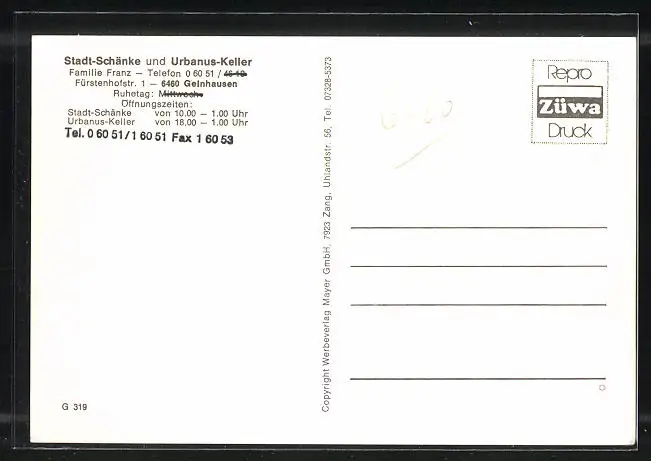 Stadt-Schänke und Urbanus-Keller
Familie Franz — Telefon 0 60 51 /
Fürstenhofstr. 1 — 6460 Gelnhausen
Ruhetag: Mittwoch
Öffnungszeiten:
Stadt-Schänke von 10.00 — 1.00 Uhr
Urbanus-Keller von 18.00 — 1.00 Uhr
Tel. 0 60 51/1 60 51 Fax 1 60 53
G 319
Copyright Werbeverlag Mayer GmbH, 7923 Zang, Uhlandstr. 56, Tel. 07328-5373
Repro
Züwa
Druck